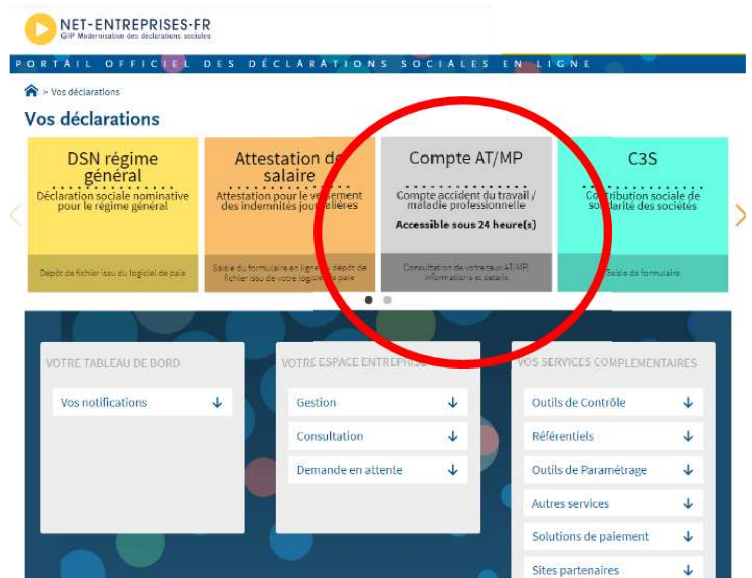 NET-ENTREPRISES-FR
GIP Modernisation des déclarations sociales
PORTAIL OFFICIEL DES DÉCLARATIONS SOCIALES EN LIGNE
> Vos déclarations
Vos déclarations
DSN régime
général
Déclaration sociale nominative
pour le régime général
Dépôt de fichier issu du logiciel de paie
Attestation de
salaire
Attestation pour le versement
des indemnités journalières
Saisie du formulaire en ligne ou dépôt de
fichier issu de votre logiciel de paie
Compte AT/MP
Compte accident du travail /
maladie professionnelle
Accessible sous 24 heure(s)
Consultation de votre taux AT/MP,
informations et détails
C3S
Contribution sociale de
solidarité des sociétés
Saisie de formulaire
VOTRE TABLEAU DE BORD
Vos notifications
VOTRE ESPACE ENTREPRISE
Gestion
Consultation
Demande en attente
VOS SERVICES COMPLEMENTAIRES
Outils de Contrôle
Référentiels
Outils de Paramétrage
Autres services
Solutions de paiement
Sites partenaires